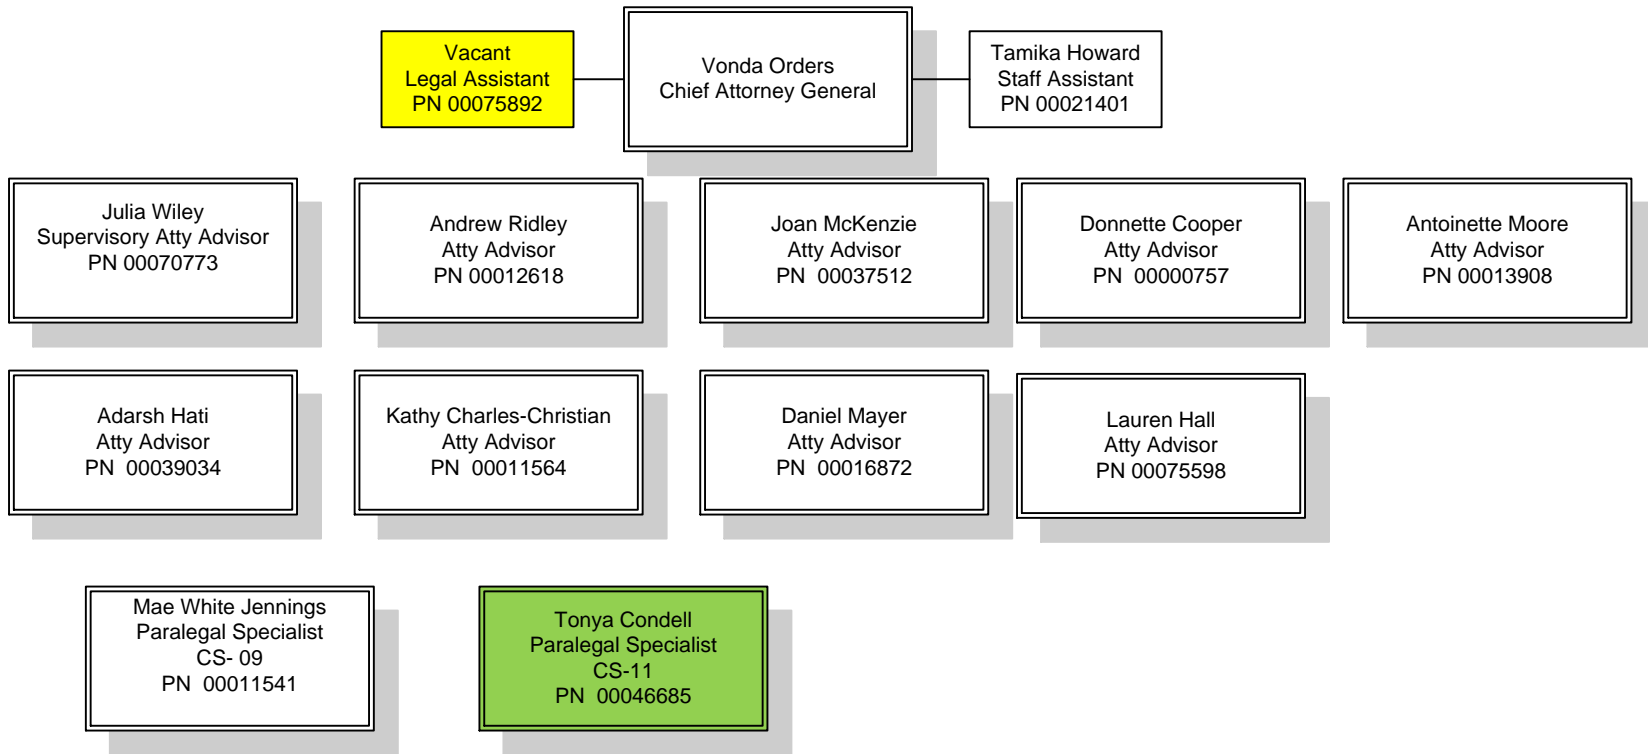 Vacant
Legal Assistant
PN 00075892
Vonda Orders
Chief Attorney General
Tamika Howard
Staff Assistant
PN 00021401
Julia Wiley
Supervisory Atty Advisor
PN 00070773
Andrew Ridley
Atty Advisor
PN 00012618
Joan McKenzie
Atty Advisor
PN  00037512
Donnette Cooper
Atty Advisor
PN  00000757
Antoinette Moore
Atty Advisor
PN 00013908
Adarsh Hati
Atty Advisor
PN  00039034
Kathy Charles-Christian
Atty Advisor
PN  00011564
Daniel Mayer
Atty Advisor
PN  00016872
Lauren Hall
Atty Advisor
PN 00075598
Mae White Jennings
Paralegal Specialist
CS- 09
PN  00011541
Tonya Condell
Paralegal Specialist
CS-11
PN  00046685